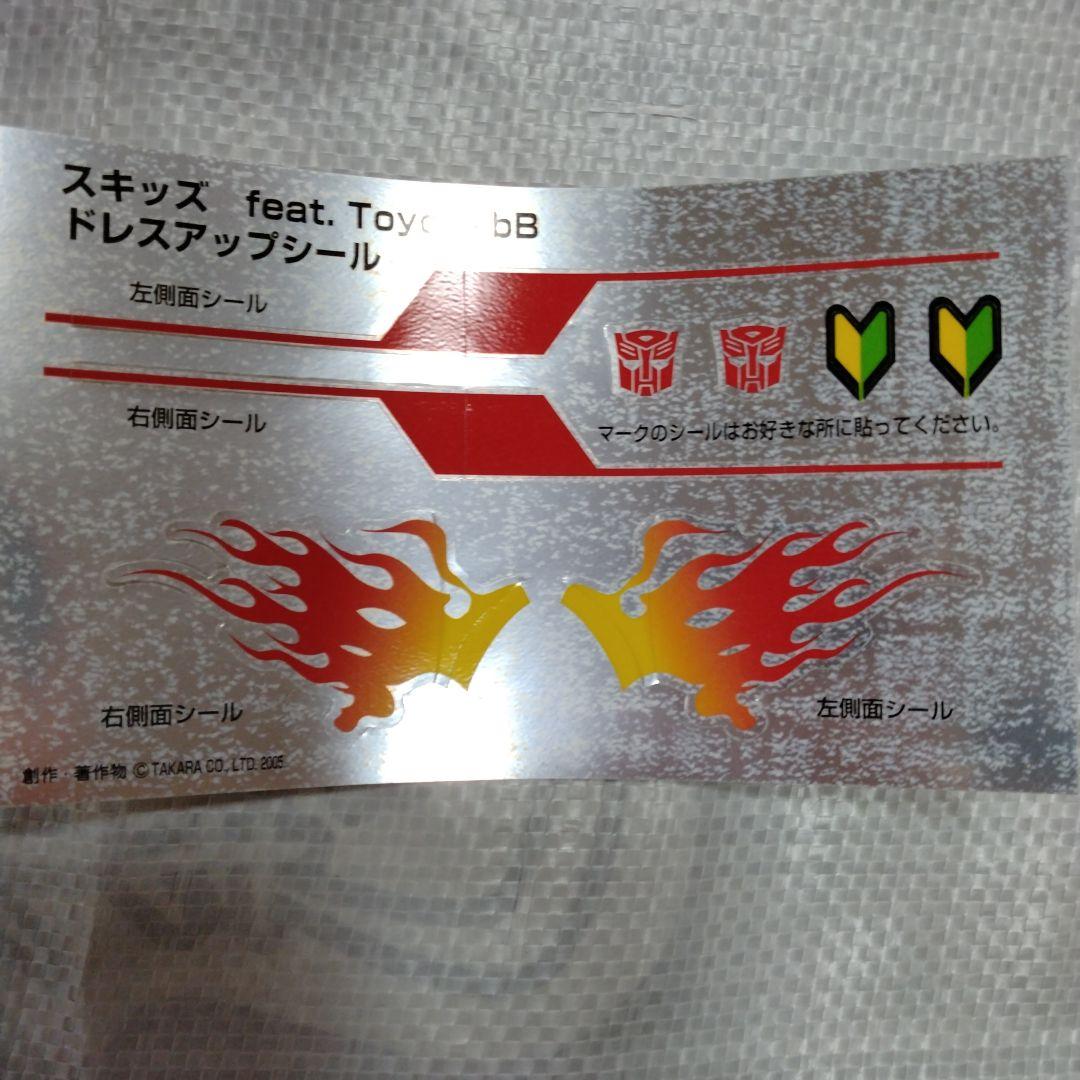 スキッズ feat. bB
ドレスアップシール
左側面シール
右側面シール
マークのシールはお好きな所に貼ってください。
右側面シール
左側面シール
創作・著作物 ©TAKARA CO., LTD. 2005